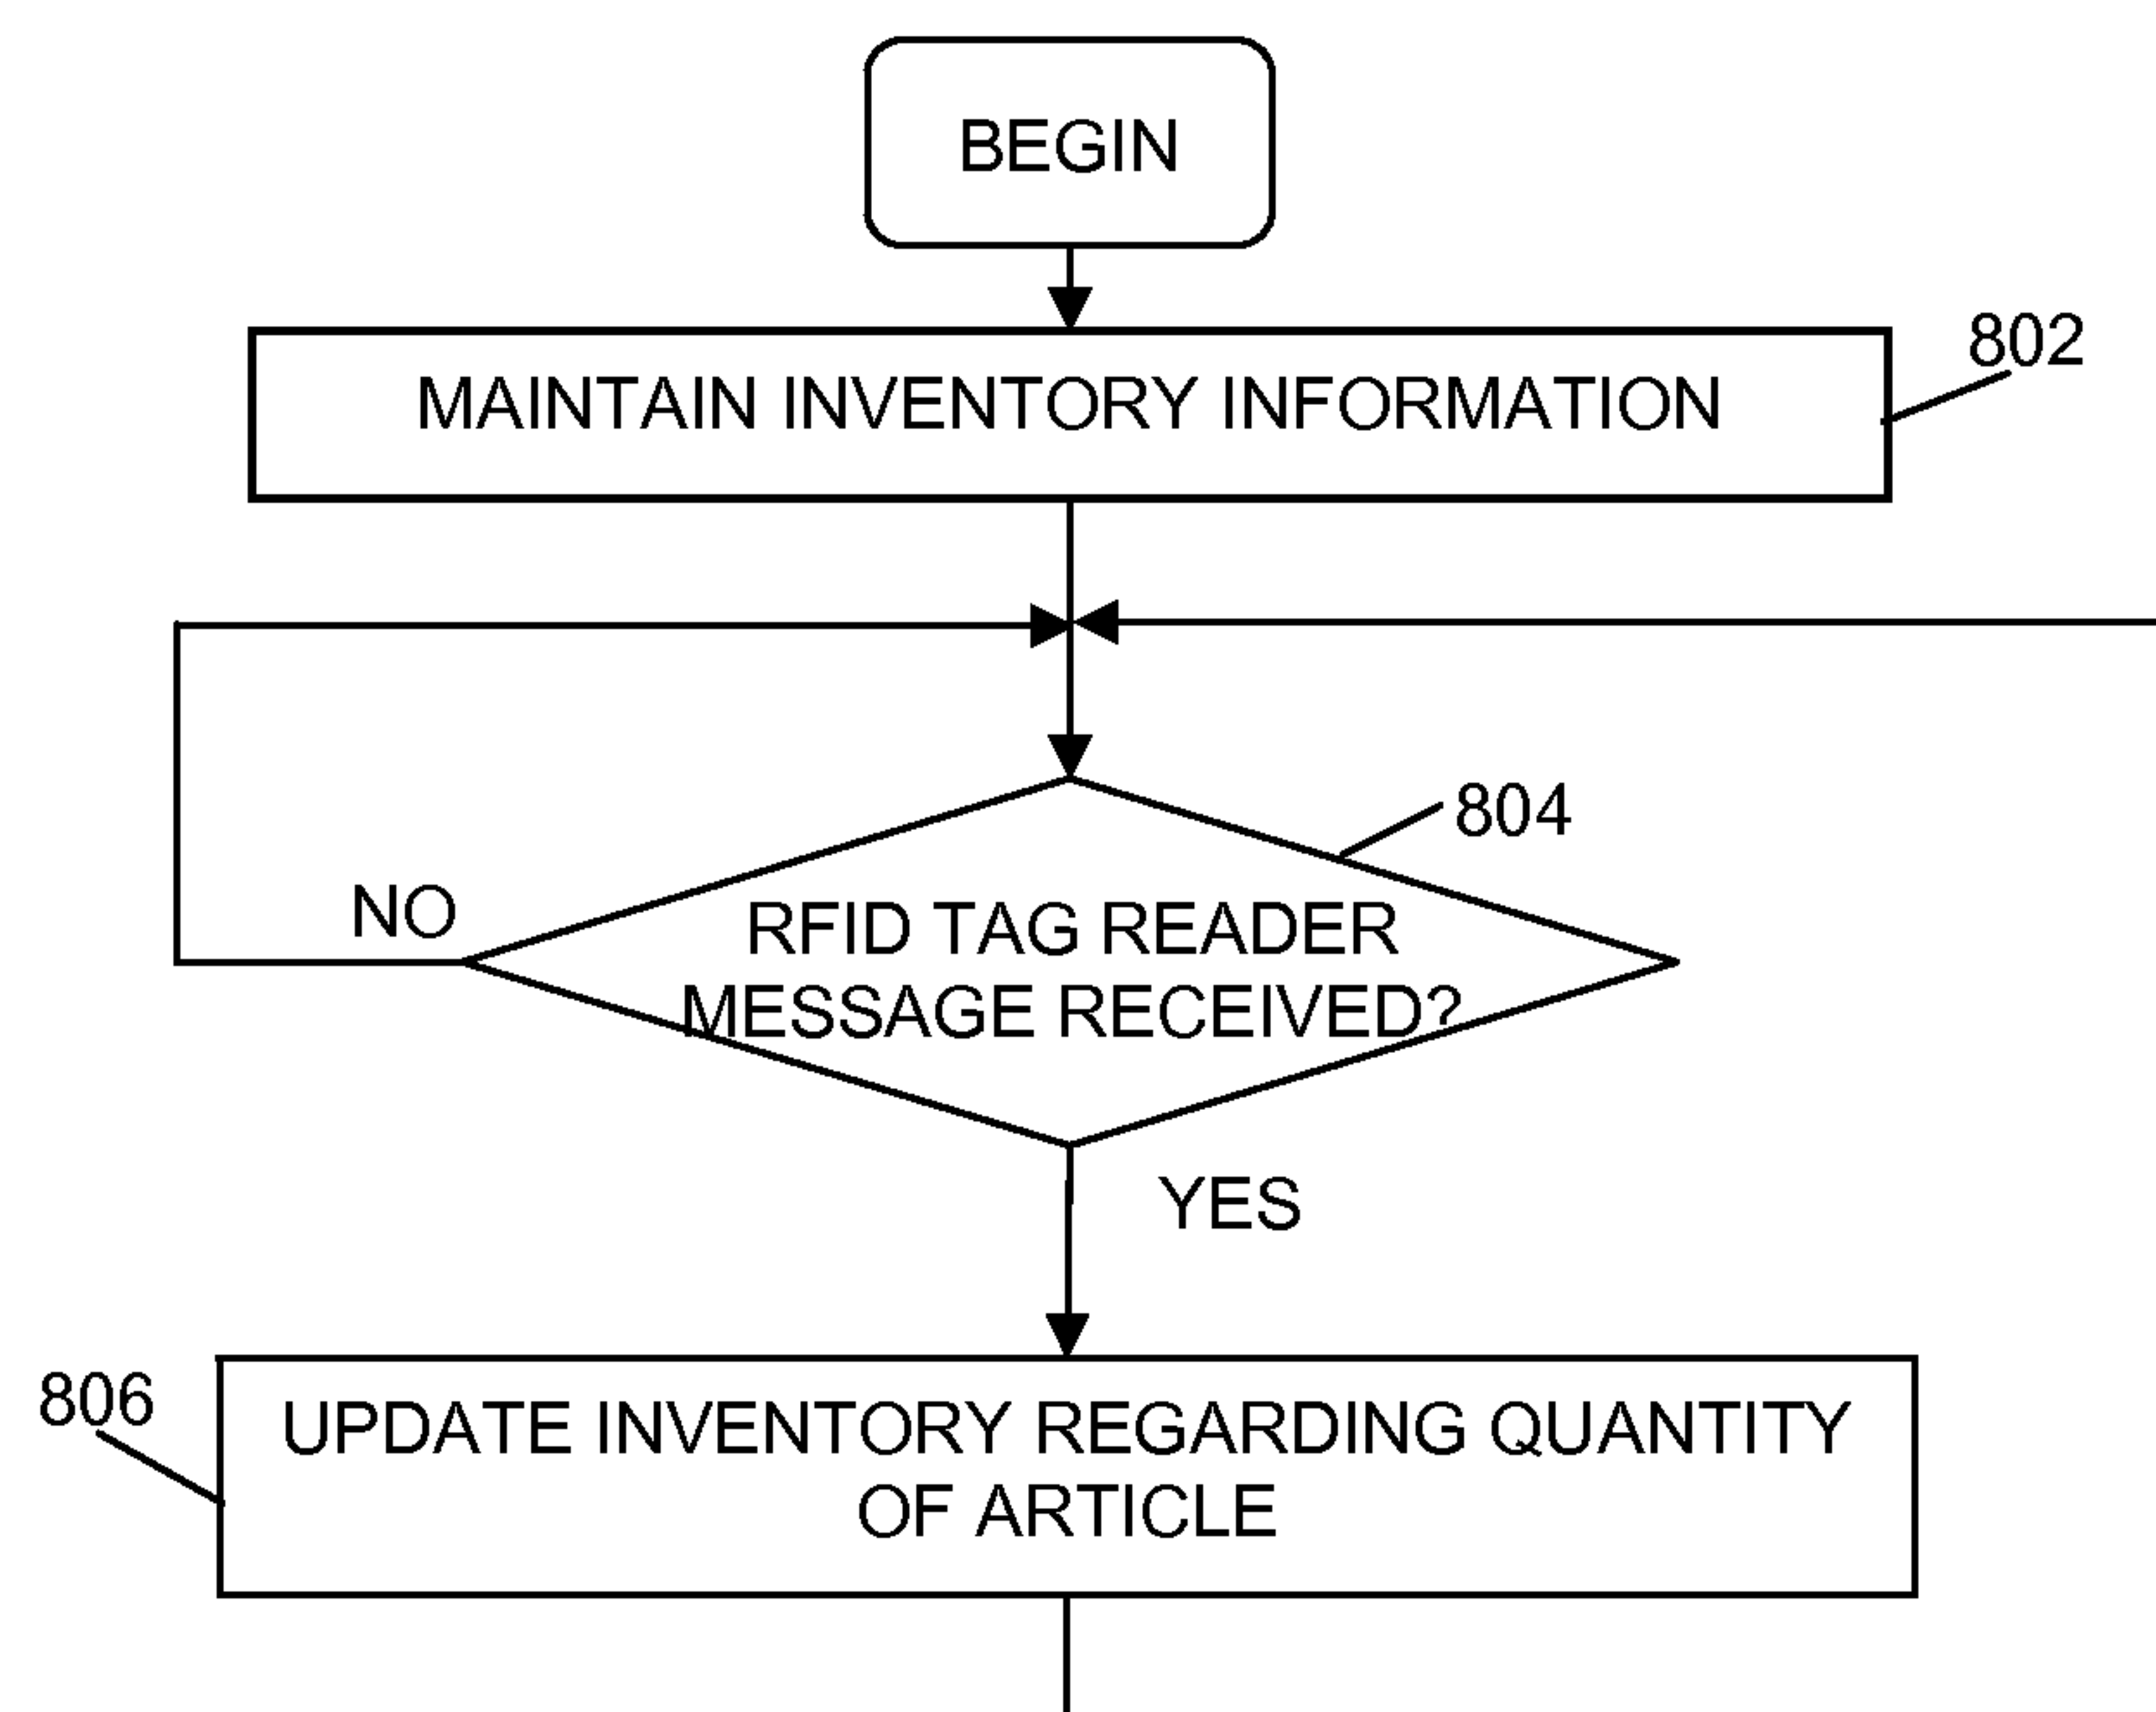 BEGIN
MAINTAIN INVENTORY INFORMATION
802
804
NO
RFID TAG READER
MESSAGE RECEIVED?
YES
806
UPDATE INVENTORY REGARDING QUANTITY
OF ARTICLE